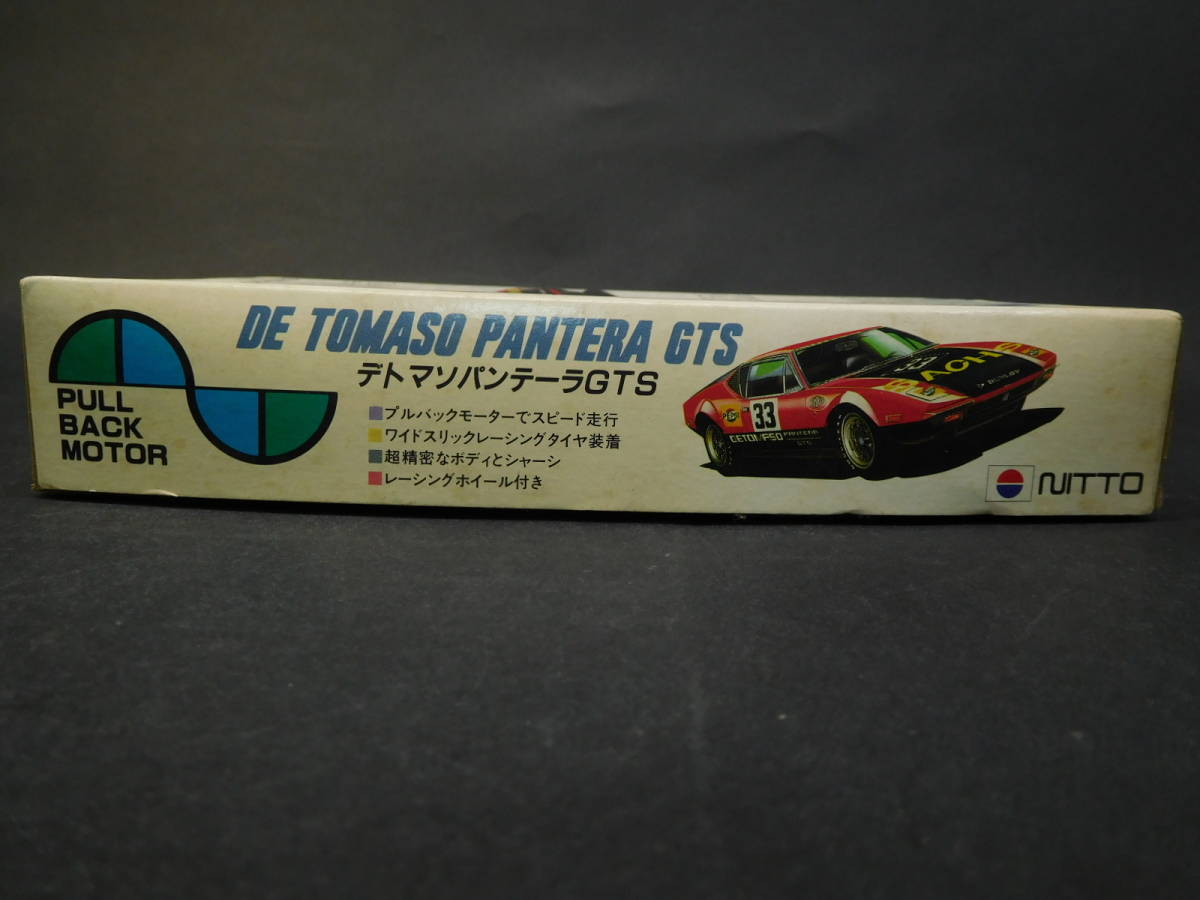 PULL
BACK
MOTOR
DE TOMASO PANTERA GTS
デトマソパンテーラGTS
■プルバックモーターでスピード走行
■ワイドスリックレーシングタイヤ装着
■超精密なボディとシャーシ
■レーシングホイール付き
33
33
PANTERA
GTS
NITTO